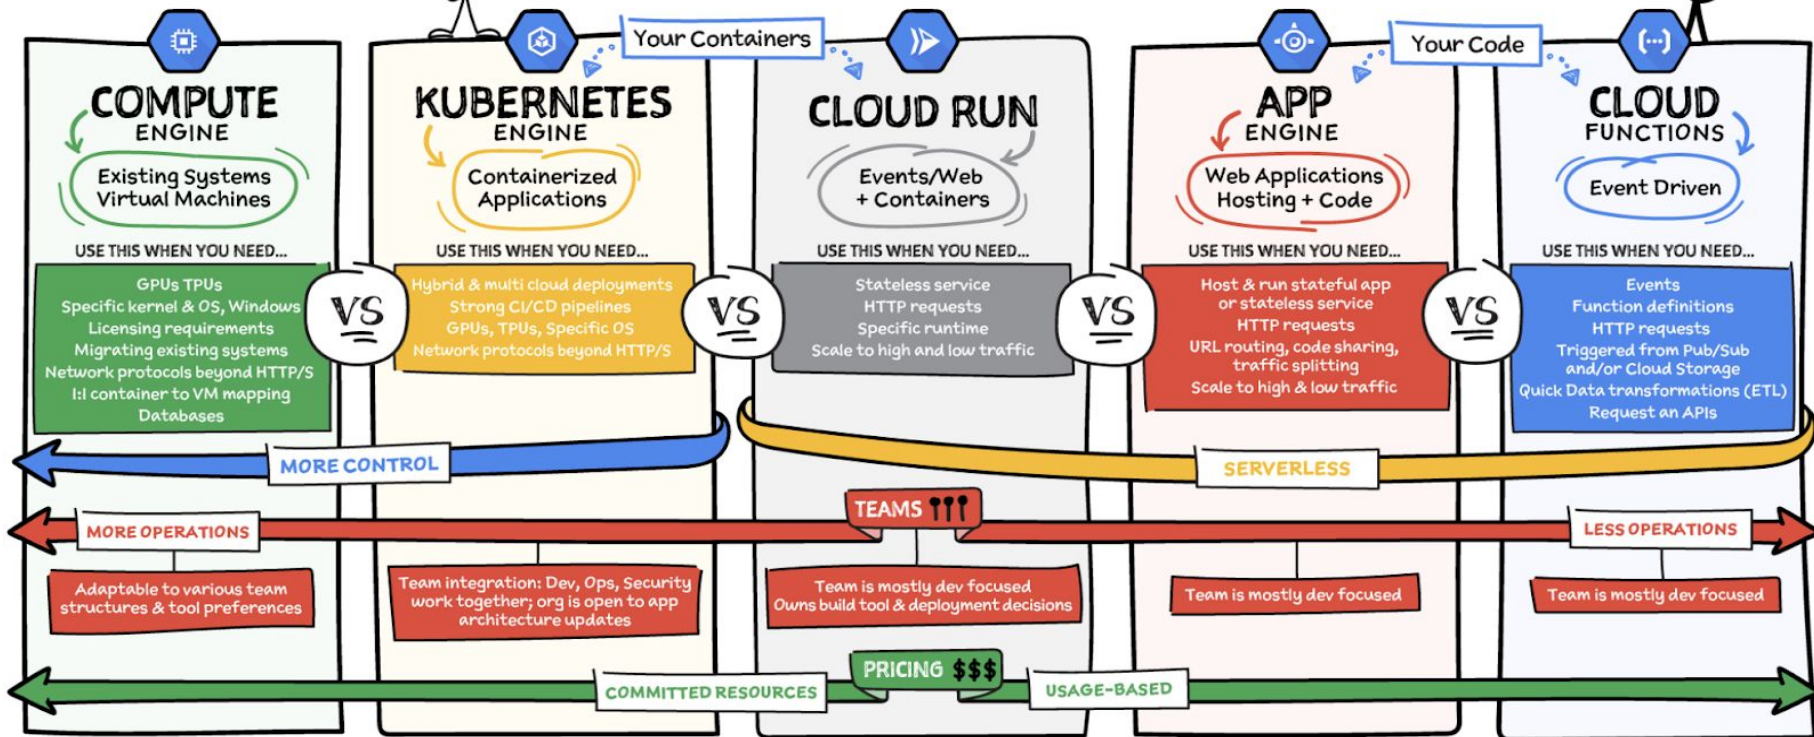 Your Containers
Your Code
COMPUTE
ENGINE
Existing Systems
Virtual Machines
USE THIS WHEN YOU NEED...
GPUs TPUs
Specific kernel & OS, Windows
Licensing requirements
Migrating existing systems
Network protocols beyond HTTP/S
1:1 container to VM mapping
Databases
VS
KUBERNETES
ENGINE
Containerized
Applications
USE THIS WHEN YOU NEED...
Hybrid & multi cloud deployments
Strong CI/CD pipelines
GPUs, TPUs, Specific OS
Network protocols beyond HTTP/S
VS
CLOUD RUN
Events/Web
+ Containers
USE THIS WHEN YOU NEED...
Stateless service
HTTP requests
Specific runtime
Scale to high and low traffic
VS
APP
ENGINE
Web Applications
Hosting + Code
USE THIS WHEN YOU NEED...
Host & run stateful app
or stateless service
HTTP requests
URL routing, code sharing,
traffic splitting
Scale to high & low traffic
VS
CLOUD
FUNCTIONS
Event Driven
USE THIS WHEN YOU NEED...
Events
Function definitions
HTTP requests
Triggered from Pub/Sub
and/or Cloud Storage
Quick Data transformations (ETL)
Request an APIs
MORE CONTROL
SERVERLESS
TEAMS
MORE OPERATIONS
LESS OPERATIONS
Adaptable to various team
structures & tool preferences
Team integration: Dev, Ops, Security
work together; org is open to app
architecture updates
Team is mostly dev focused
Owns build tool & deployment decisions
Team is mostly dev focused
Team is mostly dev focused
PRICING $$$
COMMITTED RESOURCES
USAGE-BASED